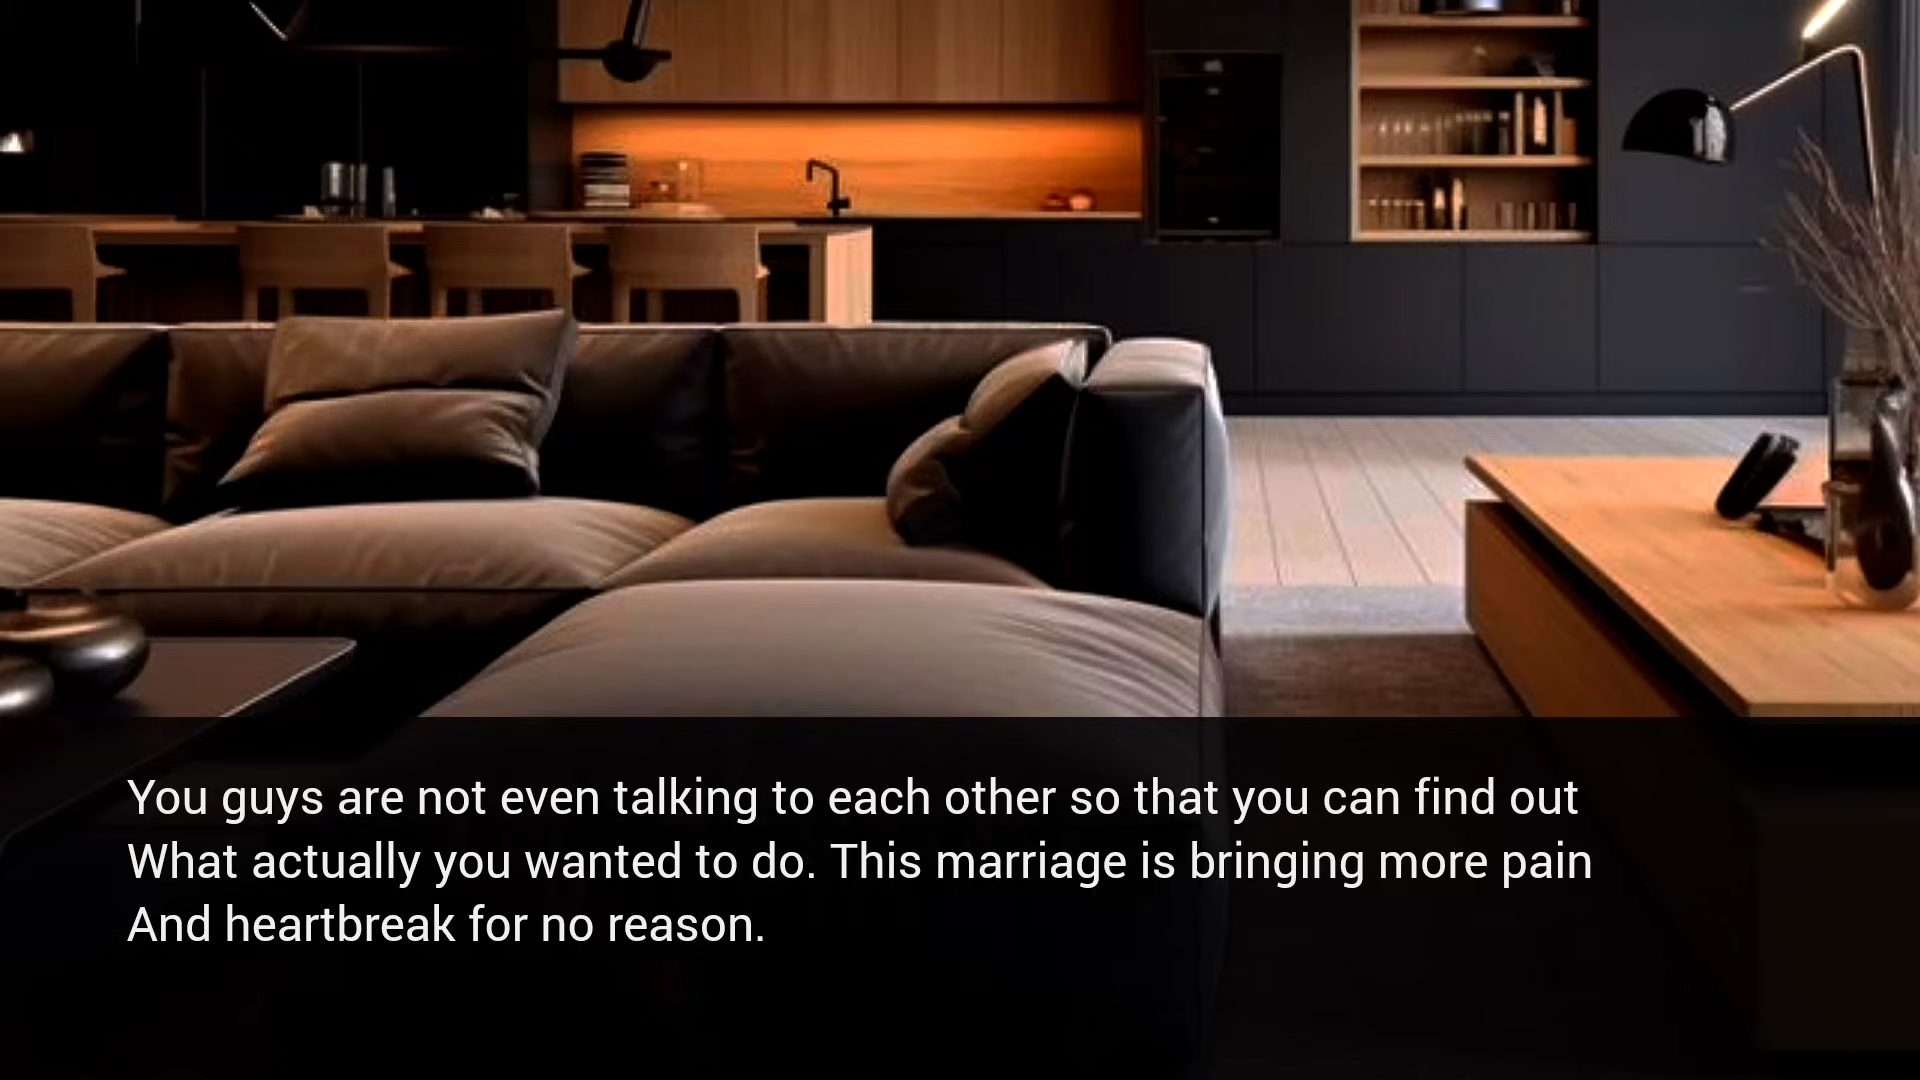 You guys are not even talking to each other so that you can find out
What actually you wanted to do. This marriage is bringing more pain
And heartbreak for no reason.